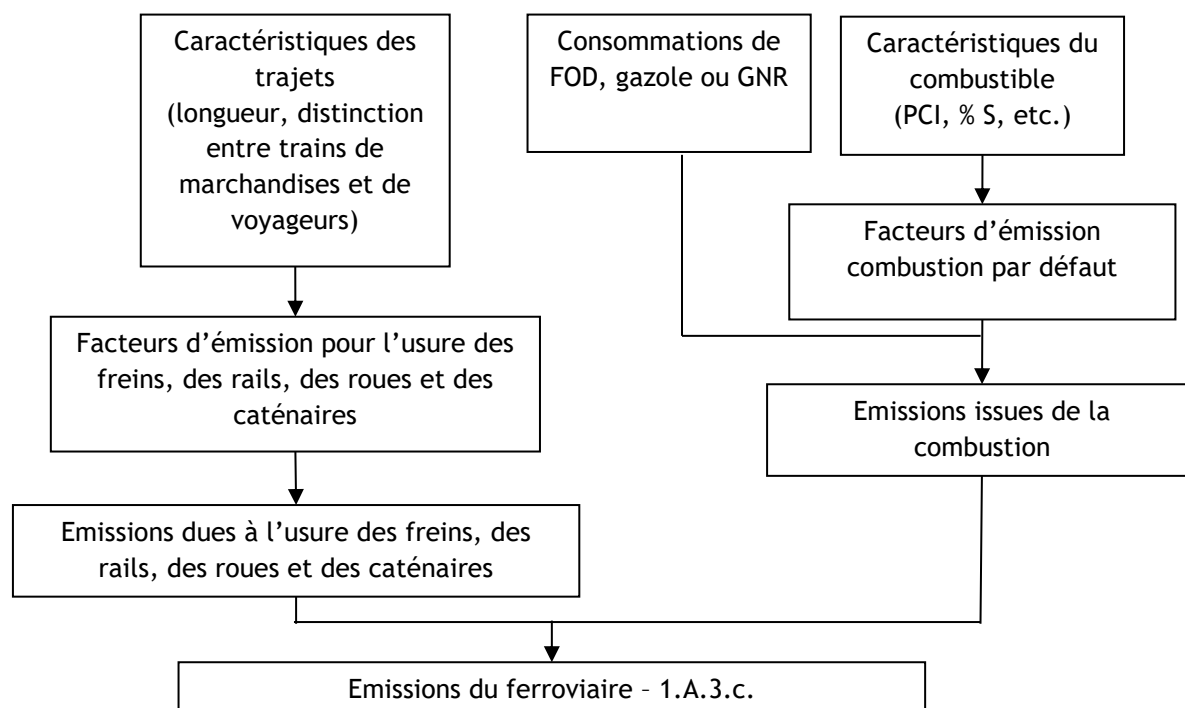 Caractéristiques des
trajets
(longueur, distinction
entre trains de
marchandises et de
voyageurs)
Consommations de
FOD, gazole ou GNR
Caractéristiques du
combustible
(PCI, % S, etc.)
Facteurs d’émission
combustion par défaut
Facteurs d’émission pour l’usure des
freins, des rails, des roues et des
caténaires
Emissions issues de la
combustion
Emissions dues à l’usure des freins, des
rails, des roues et des caténaires
Emissions du ferroviaire – 1.A.3.c.